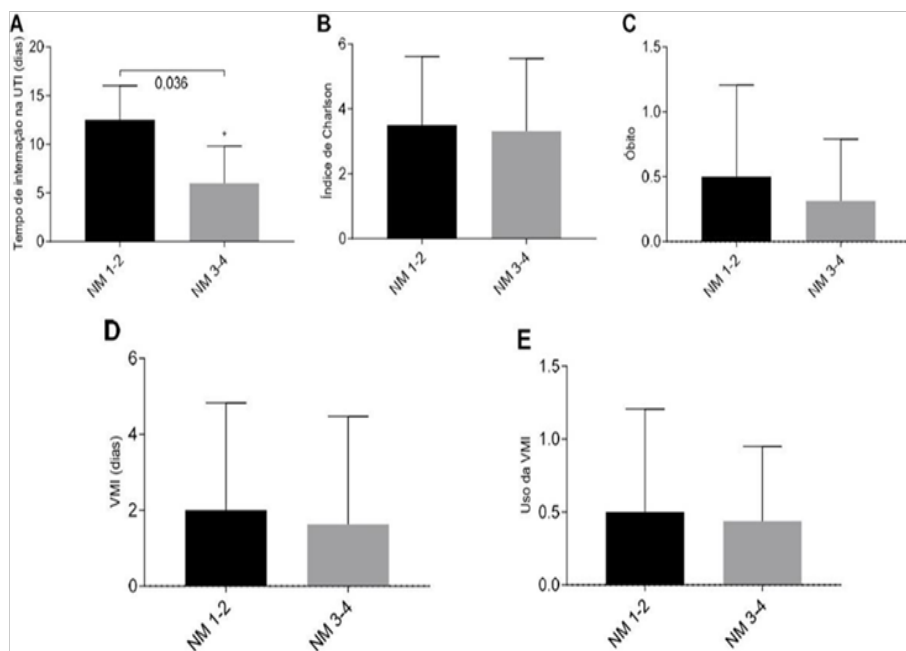 A
Tempo de internação na UTI (dias)
20
15
10
5
0
0,036
*
NM 1-2
NM 3-4
B
Índice de Charlson
6
4
2
0
NM 1-2
NM 3-4
C
Óbito
1.5
1.0
0.5
0.0
NM 1-2
NM 3-4
D
VMI (dias)
6
4
2
0
NM 1-2
NM 3-4
E
Uso da VMI
1.5
1.0
0.5
0.0
NM 1-2
NM 3-4